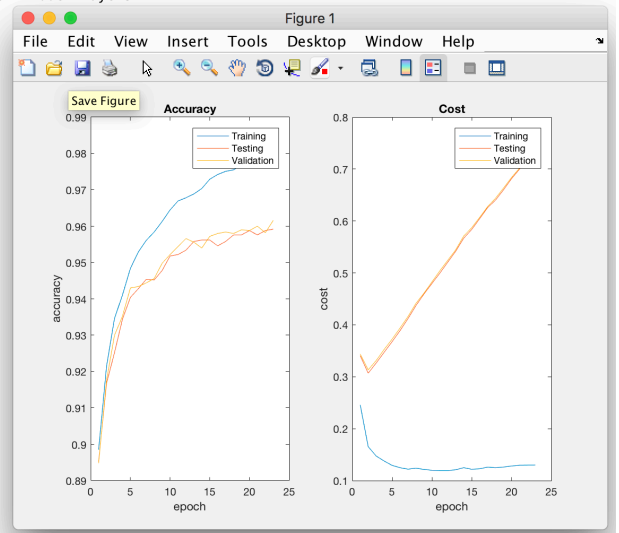 Figure 1
File Edit View Insert Tools Desktop Window Help
Save Figure
Accuracy
0.99
0.98
0.97
0.96
0.95
0.94
0.93
0.92
0.91
0.9
0.89
accuracy
0 5 10 15 20 25
epoch
Training
Testing
Validation
Cost
0.8
0.7
0.6
0.5
0.4
0.3
0.2
0.1
cost
0 5 10 15 20 25
epoch
Training
Testing
Validation